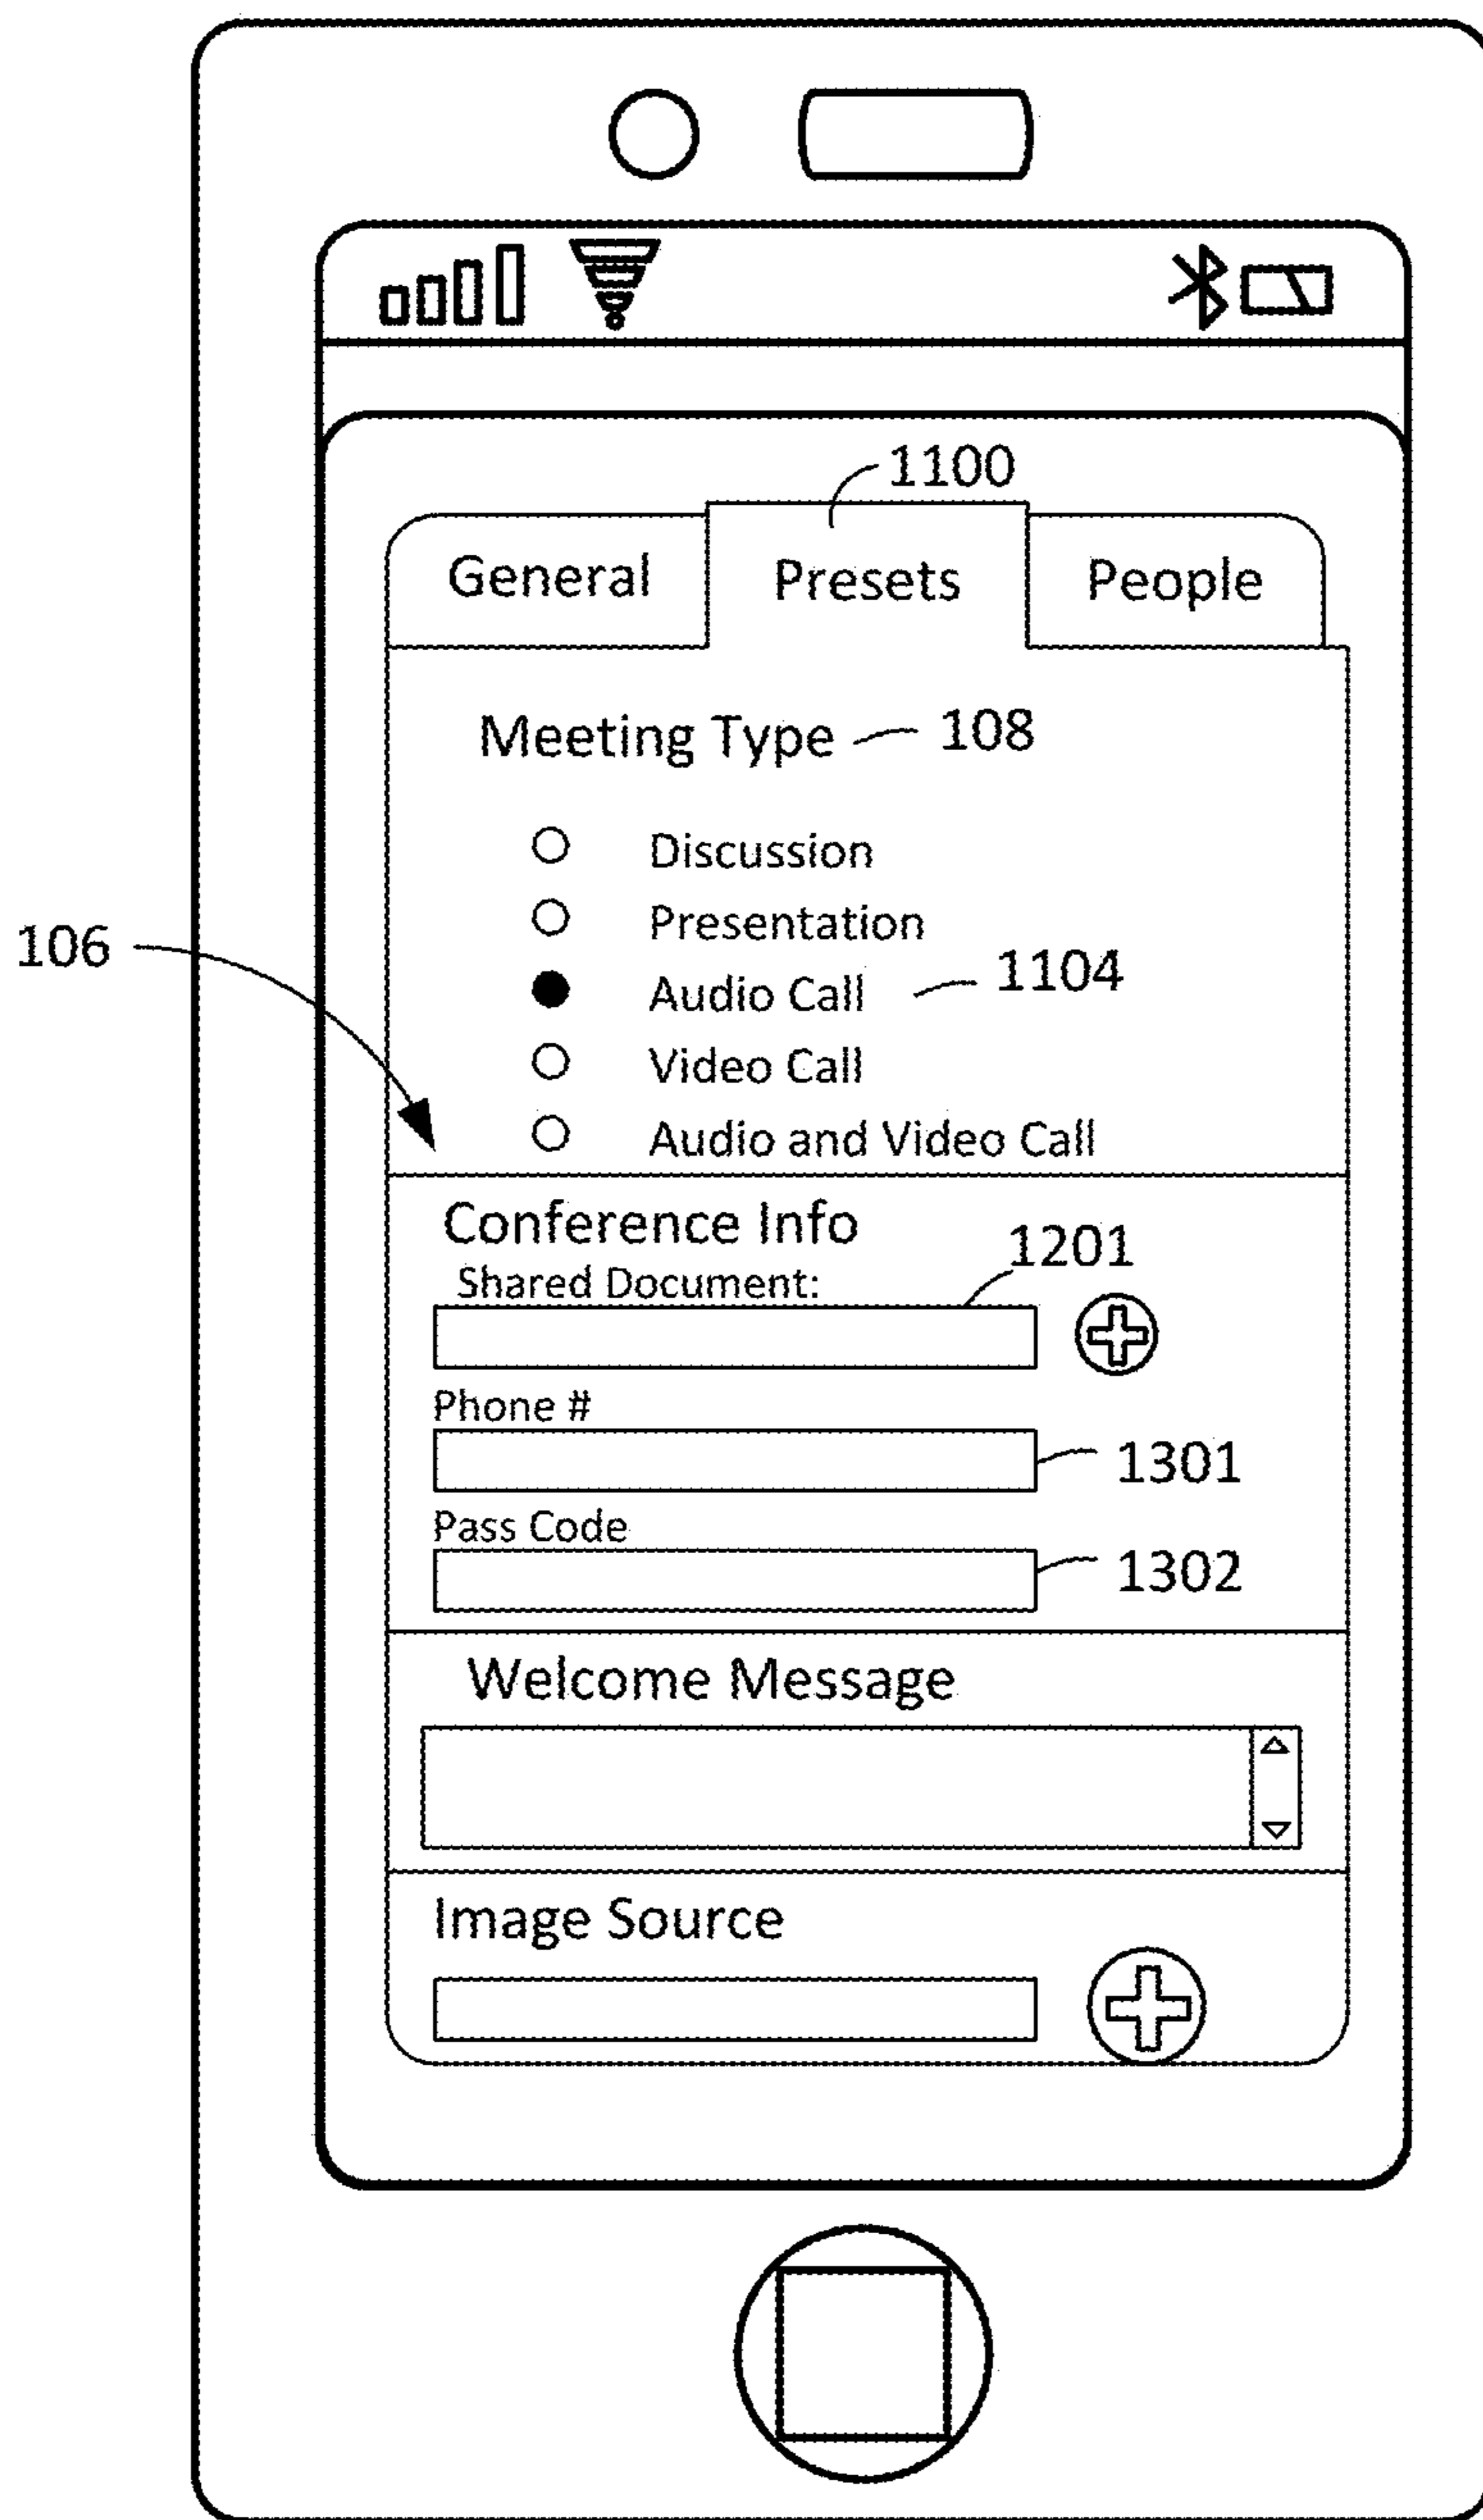 1100
General Presets People
Meeting Type 108
Discussion
Presentation
106
Audio Call 1104
Video Call
Audio and Video Call
Conference Info
1201
Shared Document:
Phone #
1301
Pass Code
1302
Welcome Message
Image Source